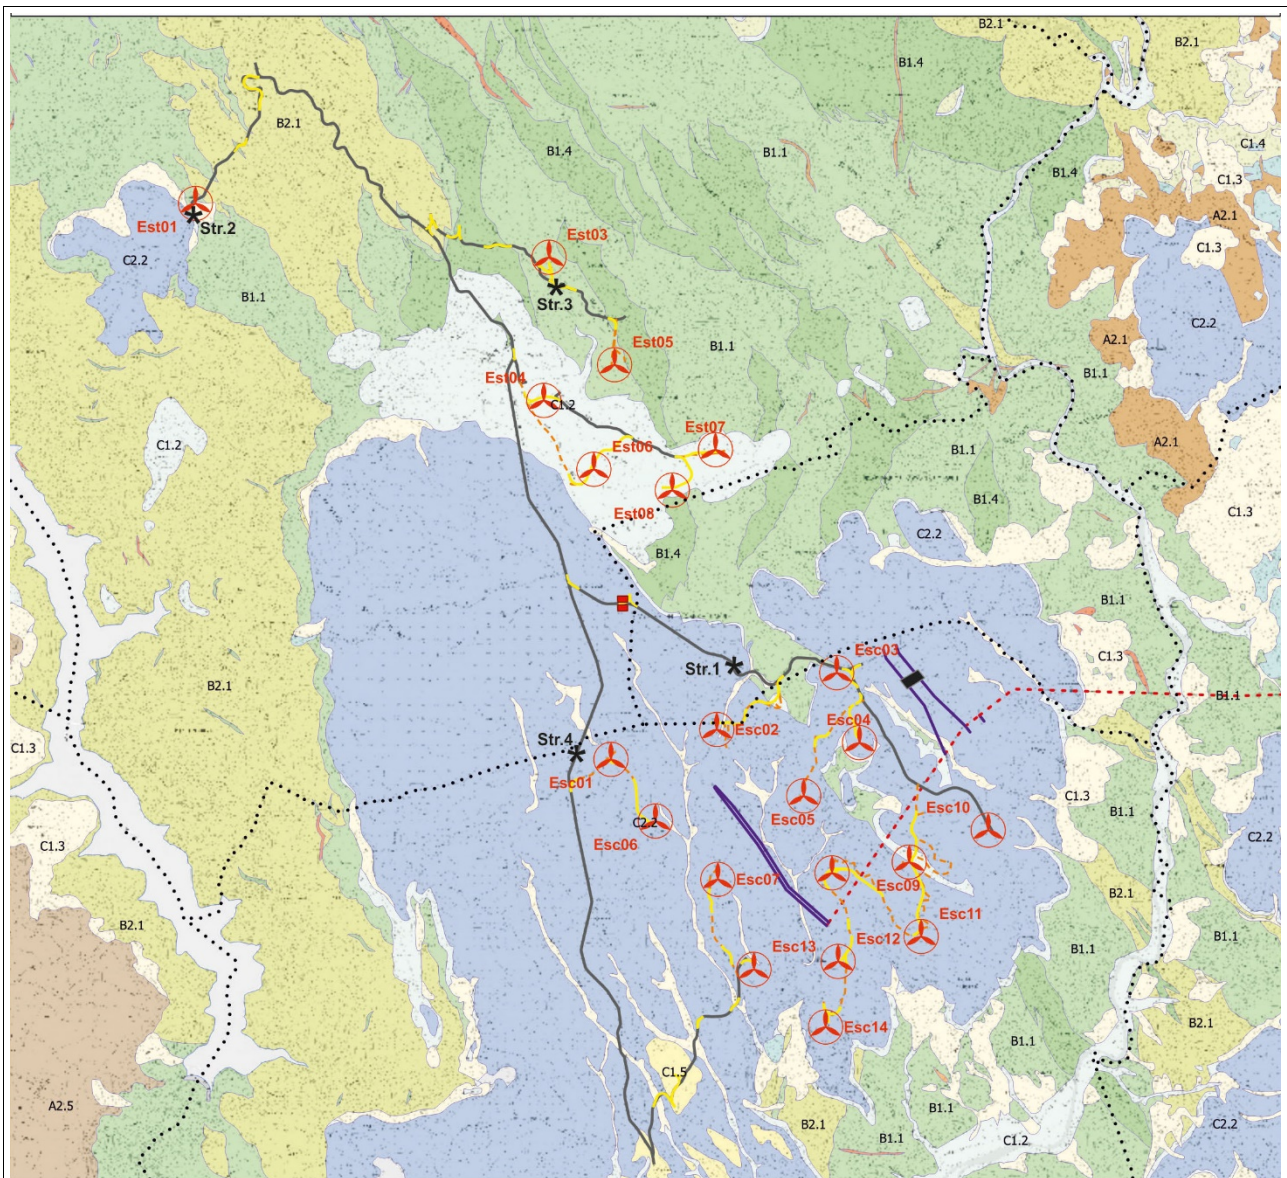 B2.1
B2.1
B1.4
B2.1
C1.4
B1.4
B1.1
B1.4
C1.3
A2.1
Est01
Str.2
Est03
C1.3
C2.2
B1.1
Str.3
C2.2
Est05
B1.1
A2.1
B1.1
Est04
C1.2
C1.2
Est07
Est06
B1.1
A2.1
B1.4
C1.3
Est08
C2.2
B1.4
B1.1
Str.1
Esc03
C1.3
B2.1
B1.1
Esc04
Str.4
Esc02
C1.3
Esc01
C1.3
Esc10
Esc05
B1.1
C2.2
Esc06
C1.3
C2.2
Esc07
Esc09
B2.1
Esc11
B2.1
B1.1
Esc13
Esc12
B1.1
Esc14
B2.1
B1.1
C1.5
A2.5
B1.1
B2.1
C2.2
B1.1
C1.2